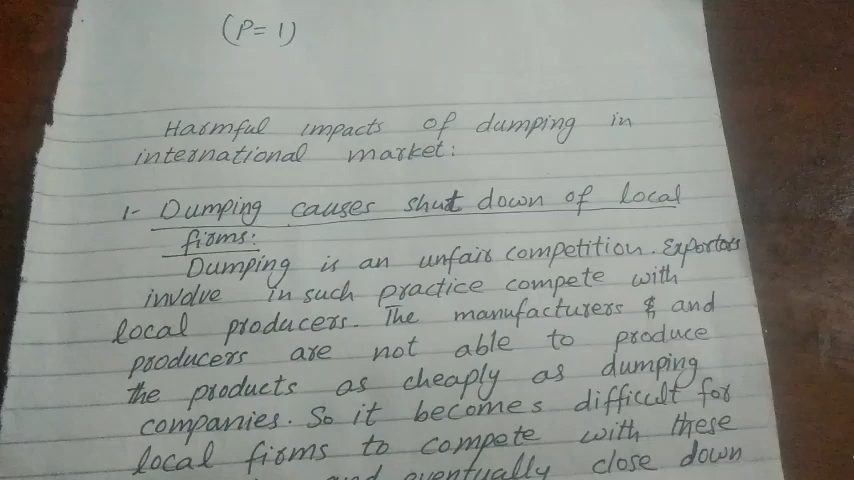 (P=1)
Harmful impacts of dumping in
international market:
1- Dumping causes shut down of local
firms:
Dumping is an unfair competition. Exportors
involve in such practice compete with
local producers. The manufacturers & and
producers are not able to produce
the products as cheaply as dumping
companies. So it becomes difficult for
local firms to compete with these
and eventually close down